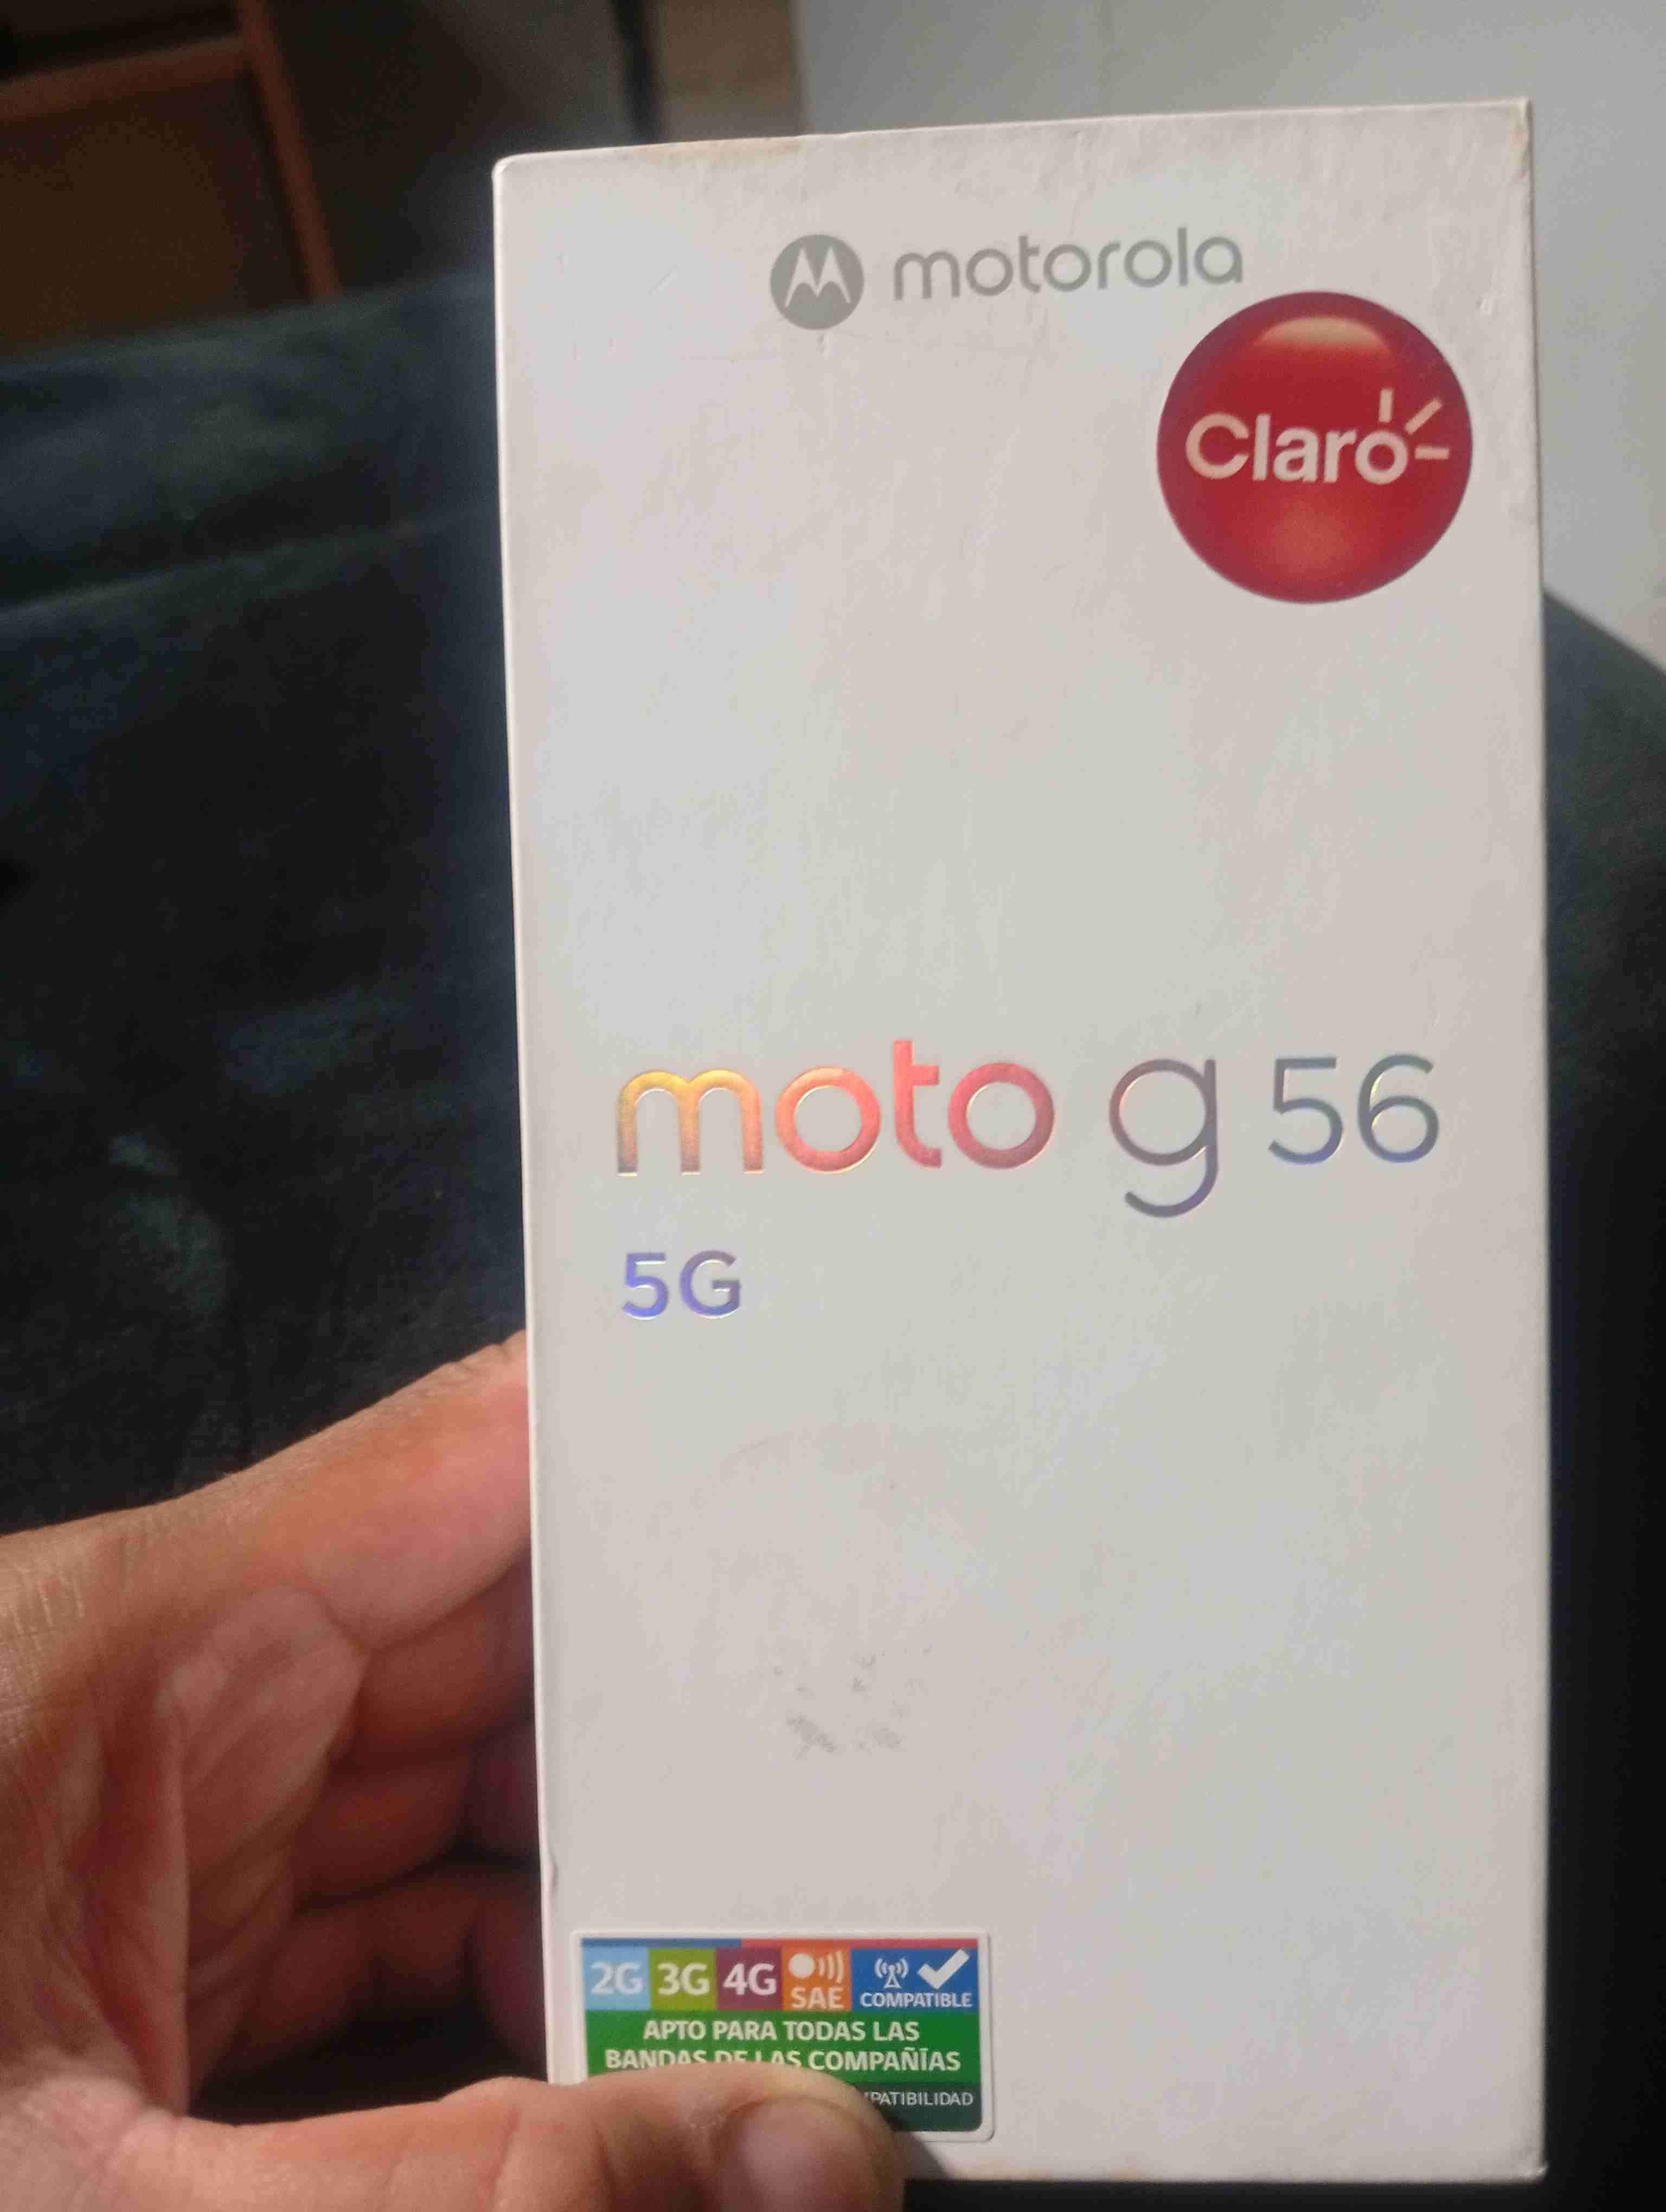 motorola
Claro
moto g 56
5G
2G 3G 4G SAE COMPATIBLE
APTO PARA TODAS LAS
BANDAS DE LAS COMPAÑÍAS